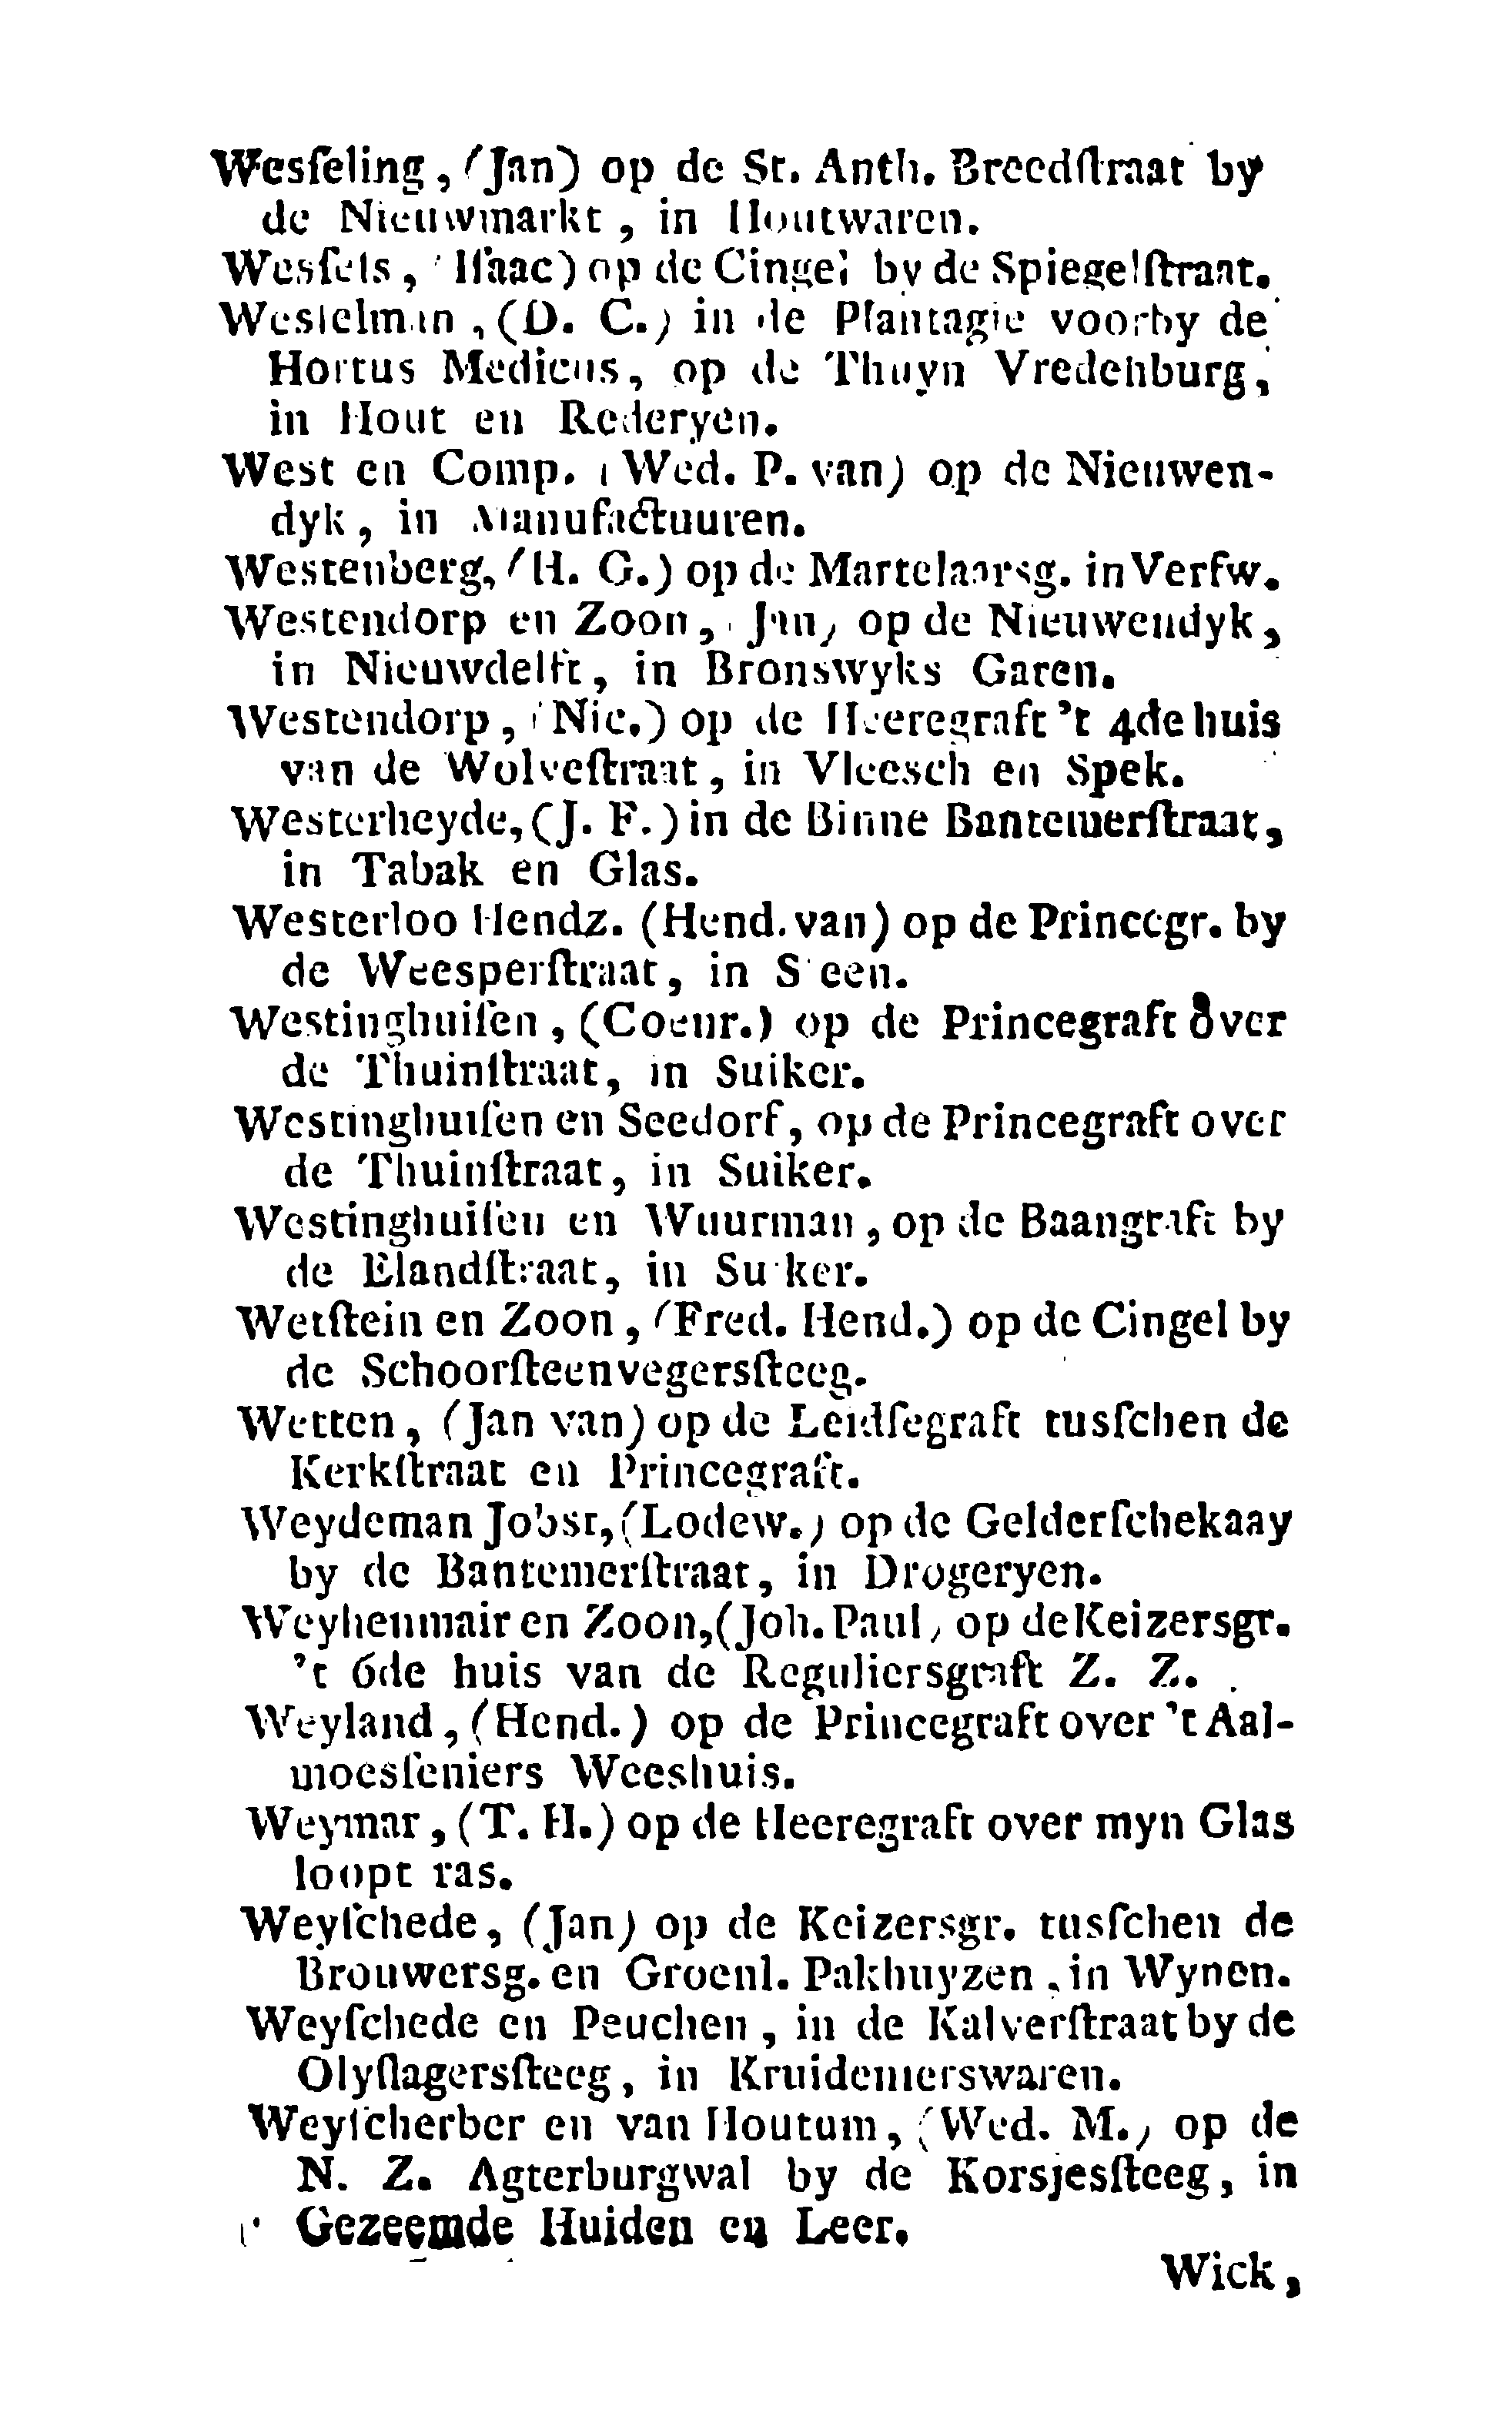 Wesſeling, (Jan) op de St. Anth. Breedſtraat by
de Nieuwmarkt, in Houtwaren.
Wesſels, Iſaac) op de Cingel by de Spiegelſtraat.
Wesſelman, (D. C.) in de Plantagie voorby de
Hortus Medicus, op de Thuyn Vredenburg,
in Hout en Rederyen.
West en Comp. (Wed. P. van) op de Nieuwen-
dyk, in Manufactuuren.
Westenberg, (H. G.) op de Martelaarsg. in Verfw.
Westendorp en Zoon, (Jan) op de Nieuwendyk,
in Nieuwdelft, in Bronswyks Garen.
Westendorp, (Nic.) op de Heeregraft 't 4de huis
van de Wolveſtraat, in Vleesch en Spek.
Westerheyde, (J. F.) in de Binne Bantemerſtraat,
in Tabak en Glas.
Westerloo Hendz. (Hend. van) op de Princegr. by
de Weesperſtraat, in Steen.
Westinghuiſen, (Coenr.) op de Princegraft over
de Thuinſtraat, in Suiker.
Westinghuiſen en Seedorf, op de Princegraft over
de Thuinſtraat, in Suiker.
Westinghuiſen en Wuurman, op de Baangraft by
de Elandſtraat, in Suiker.
Wetſtein en Zoon, (Fred. Hend.) op de Cingel by
de Schoorſteenvegersſteeg.
Wetten, (Jan van) op de Leidſegraft tusſchen de
Kerkſtraat en Princegraft.
Weydeman Jobst, (Lodew.) op de Gelderſchekaay
by de Bantemerſtraat, in Drogeryen.
Weyhenmair en Zoon, (Joh. Paul) op de Keizersgr.
't 6de huis van de Reguliersgraft Z. Z.
Weyland, (Hend.) op de Princegraft over 't Aal-
moesſeniers Weeshuis.
Weymar, (T. H.) op de Heeregraft over myn Glas
loopt ras.
Weyſchede, (Jan) op de Keizersgr. tusſchen de
Brouwersg. en Groenl. Pakhuyzen, in Wynen.
Weyſchede en Peuchen, in de Kalverſtraat by de
Olyſlagersſteeg, in Kruidemerswaren.
Weyſcherber en van Houtum, (Wed. M.) op de
N. Z. Agterburgwal by de Korsjesſteeg, in
Gezeemde Huiden en Leer.
Wick,